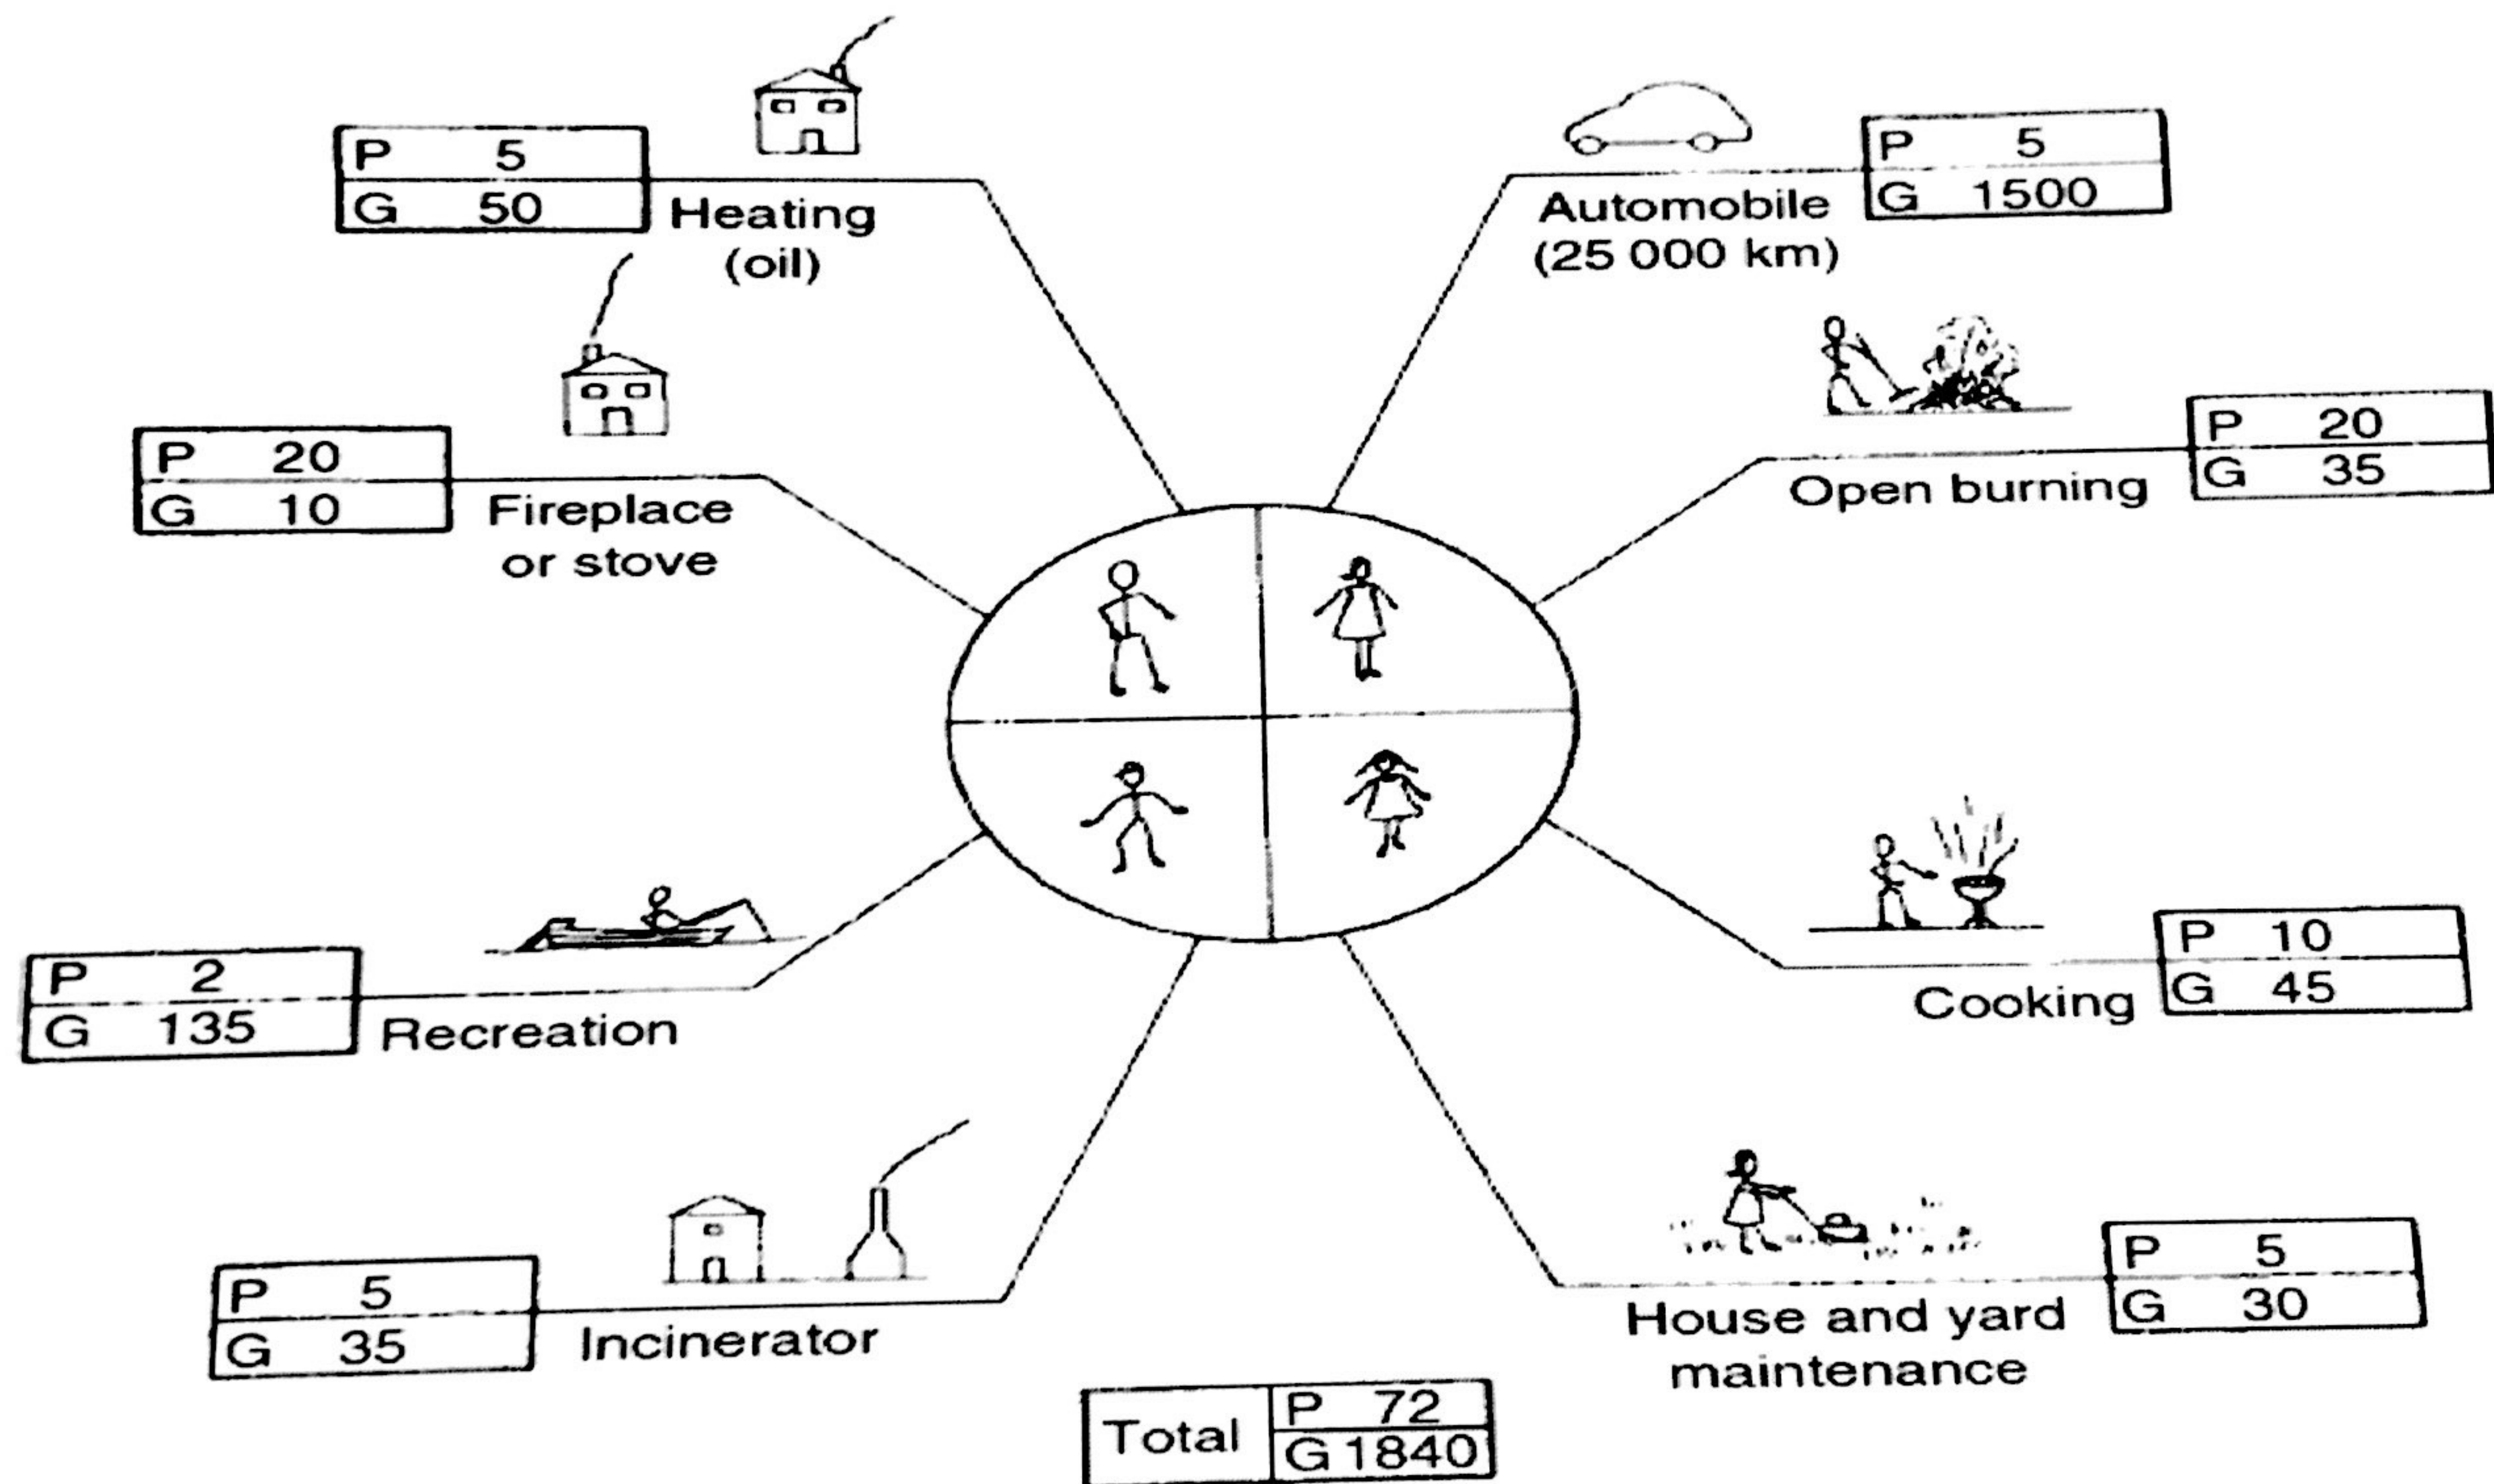 P 5
G 50
Heating
(oil)
P 5
G 1500
Automobile
(25 000 km)
P 20
G 10
Fireplace
or stove
P 20
G 35
Open burning
P 2
G 135
Recreation
P 10
G 45
Cooking
P 5
G 35
Incinerator
P 5
G 30
House and yard
maintenance
Total
P 72
G 1840